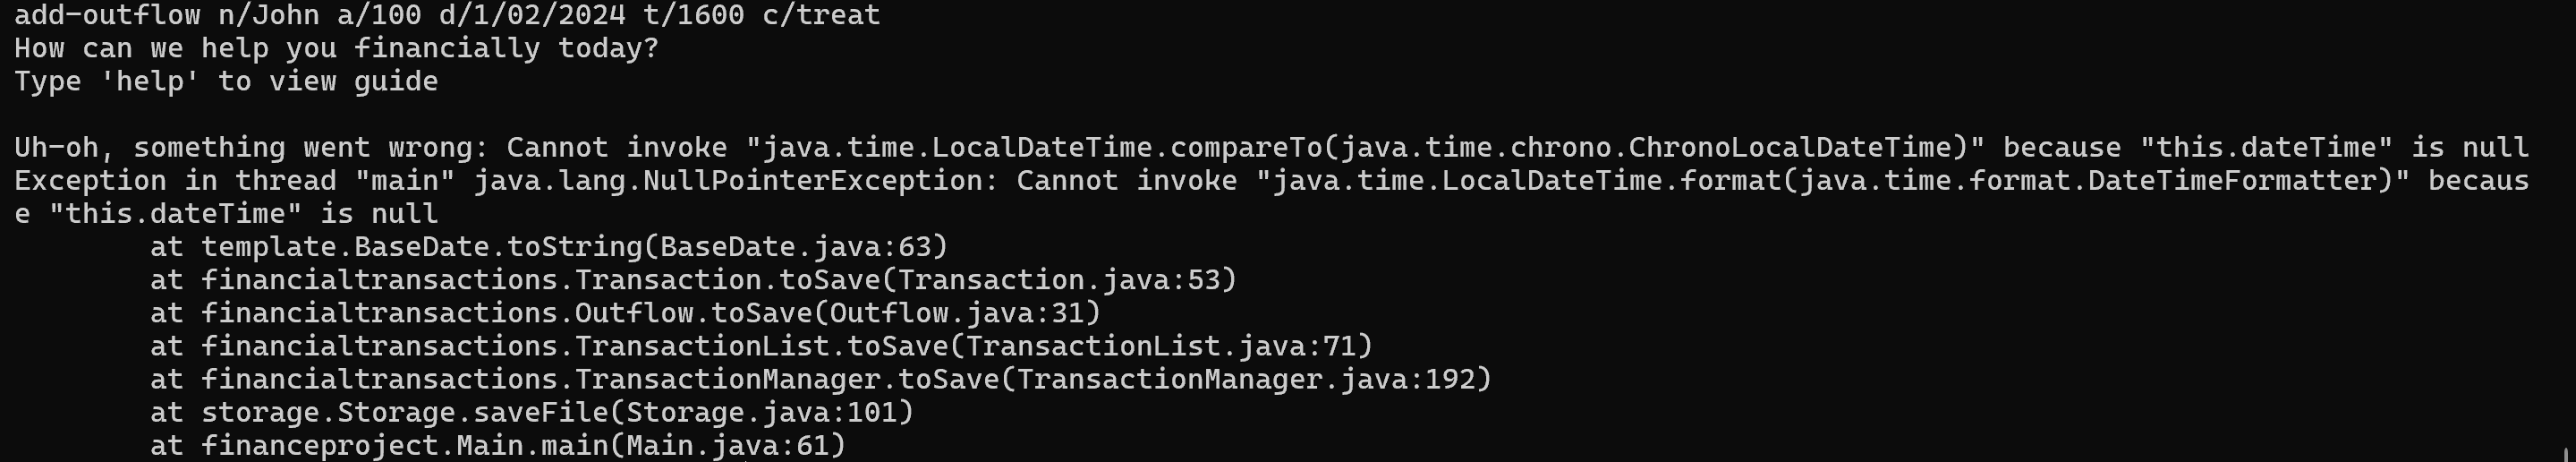 add-outflow n/John a/100 d/1/02/2024 t/1600 c/treat
How can we help you financially today?
Type 'help' to view guide
Uh-oh, something went wrong: Cannot invoke "java.time.LocalDateTime.compareTo(java.time.chrono.ChronoLocalDateTime)" because "this.dateTime" is null
Exception in thread "main" java.lang.NullPointerException: Cannot invoke "java.time.LocalDateTime.format(java.time.format.DateTimeFormatter)" becaus
e "this.dateTime" is null
at template.BaseDate.toString(BaseDate.java:63)
at financialtransactions.Transaction.toSave(Transaction.java:53)
at financialtransactions.Outflow.toSave(Outflow.java:31)
at financialtransactions.TransactionList.toSave(TransactionList.java:71)
at financialtransactions.TransactionManager.toSave(TransactionManager.java:192)
at storage.Storage.saveFile(Storage.java:101)
at financeproject.Main.main(Main.java:61)